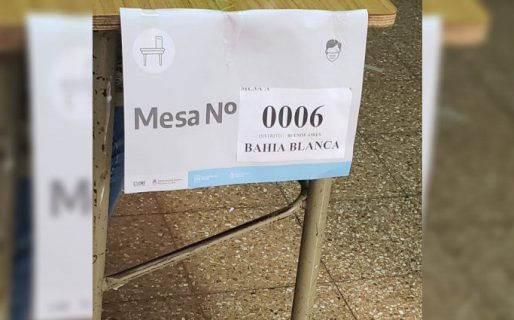 MESA
Mesa Nº
0006
DISTRITO: BUENOS AIRES
BAHIA BLANCA